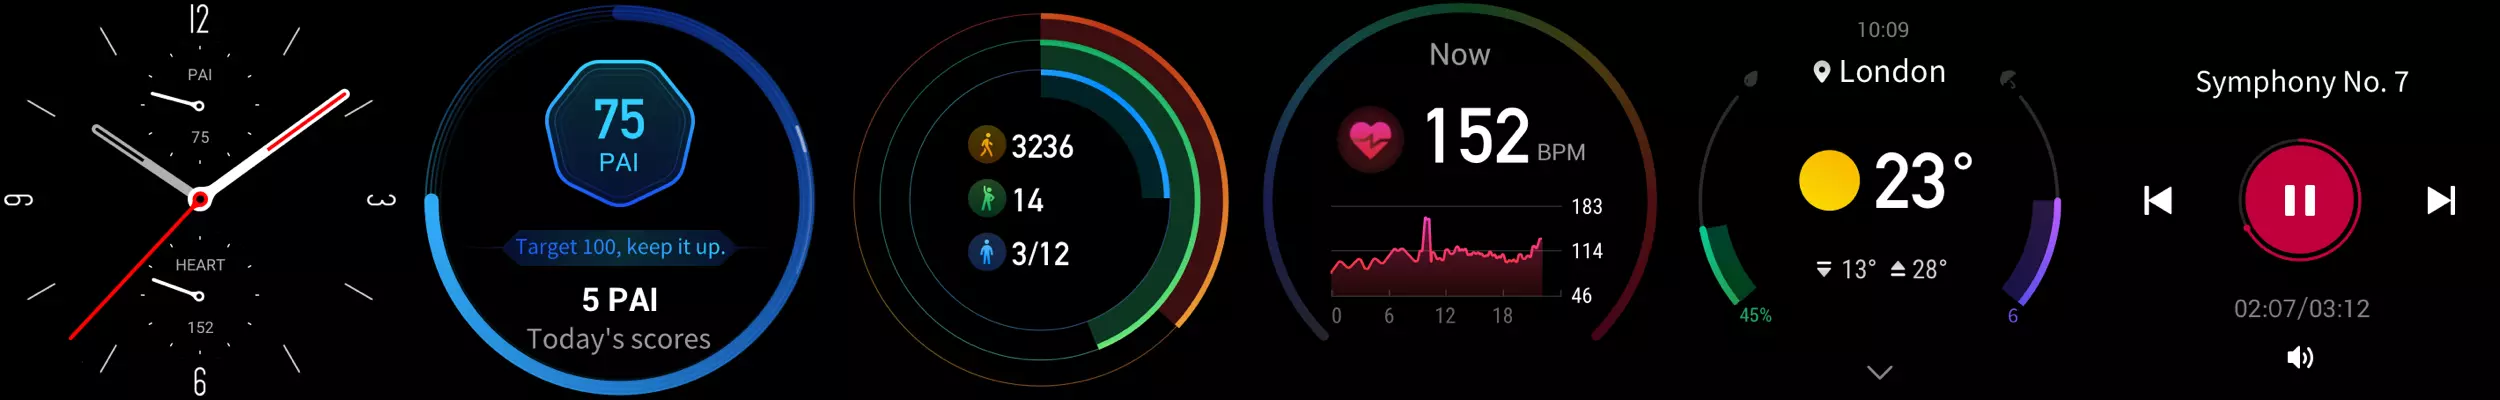 12
PAI
75
9
3
HEART
152
6
75
PAI
Target 100, keep it up.
5 PAI
Today's scores
3236
14
3/12
Now
152 BPM
183
114
46
0 6 12 18
10:09
London
23°
13° 28°
45%
6
Symphony No. 7
02:07/03:12